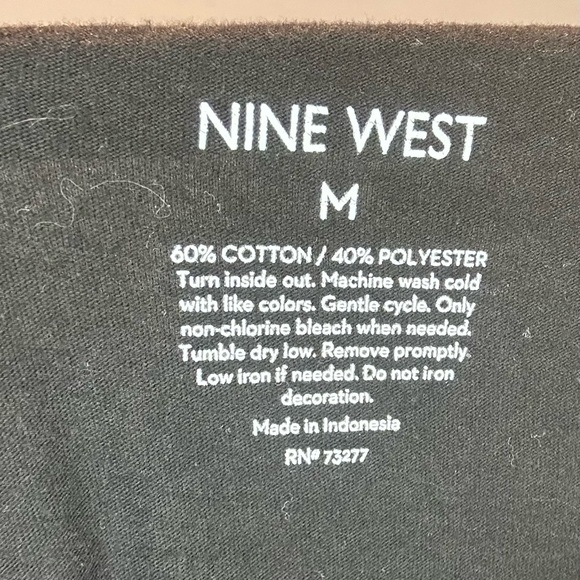 NINE WEST
M
60% COTTON / 40% POLYESTER
Turn inside out. Machine wash cold
with like colors. Gentle cycle. Only
non-chlorine bleach when needed.
Tumble dry low. Remove promptly.
Low iron if needed. Do not iron
decoration.
Made in Indonesia
RN# 73277